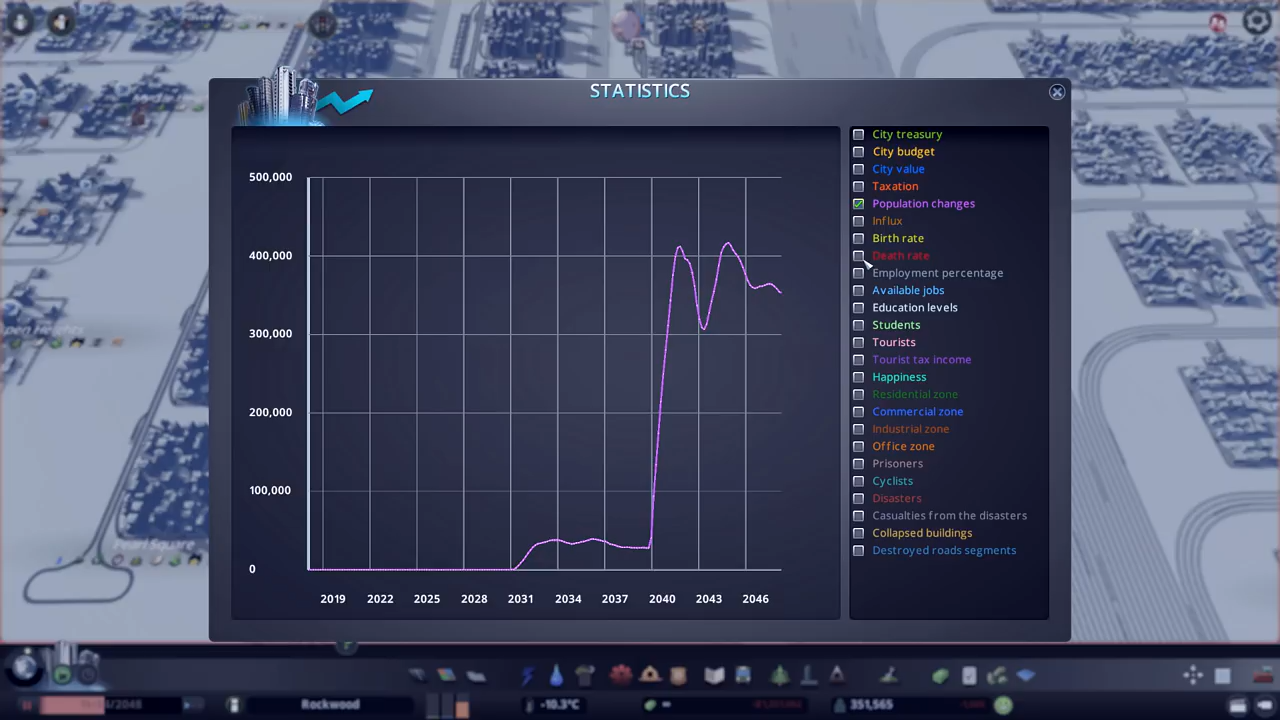 STATISTICS
500,000
400,000
300,000
200,000
100,000
0
2019 2022 2025 2028 2031 2034 2037 2040 2043 2046
City treasury
City budget
City value
Taxation
Population changes
Influx
Birth rate
Death rate
Employment percentage
Available jobs
Education levels
Students
Tourists
Tourist tax income
Happiness
Residential zone
Commercial zone
Industrial zone
Office zone
Prisoners
Cyclists
Disasters
Casualties from the disasters
Collapsed buildings
Destroyed roads segments
Heights
Pearl Square
Rockwood
-10.3°C
351,565